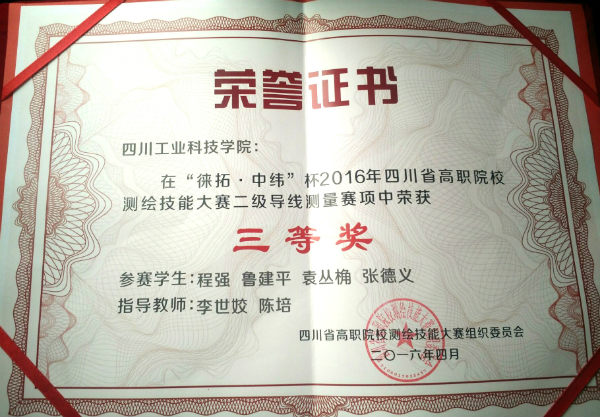 荣誉证书
四川工业科技学院：
在“徕拓·中纬”杯2016年四川省高职院校
测绘技能大赛二级导线测量赛项中荣获
三等奖
参赛学生：程强 鲁建平 袁丛桷 张德义
指导教师：李世姣 陈培
四川省高职院校测绘技能大赛组织委员会
二〇一六年四月